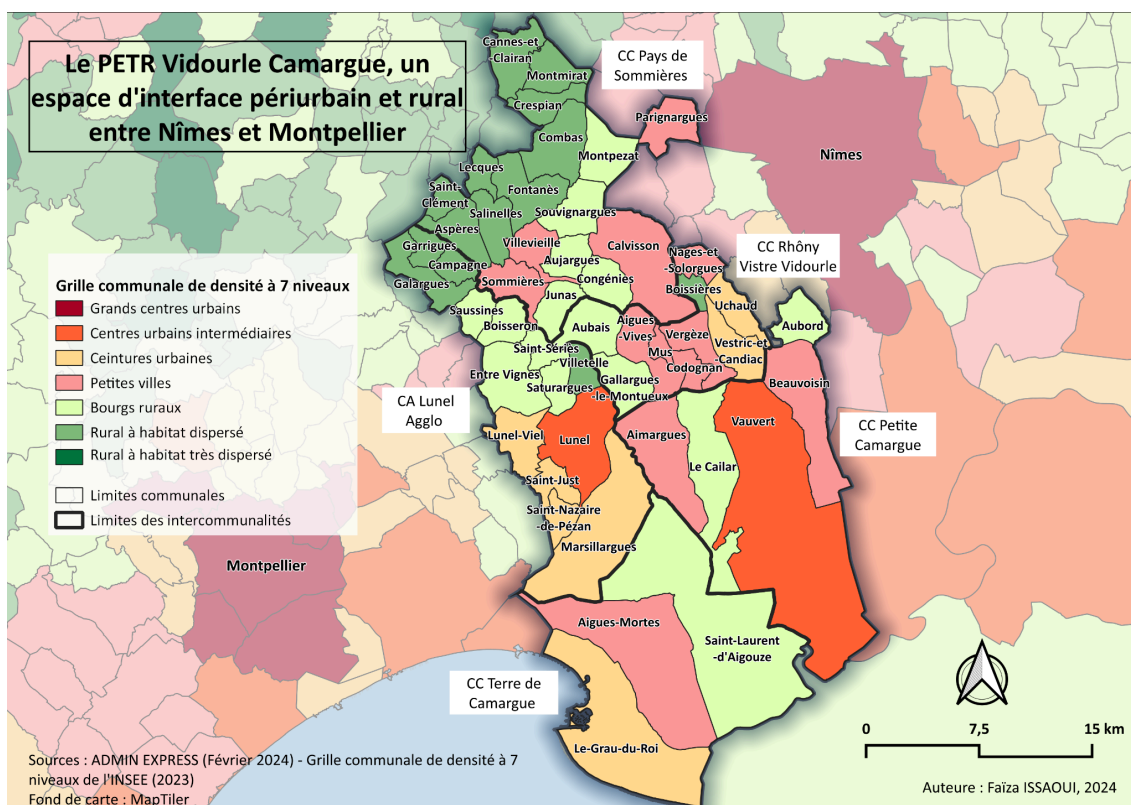 Le PETR Vidourle Camargue, un
espace d'interface périurbain et rural
entre Nîmes et Montpellier
CC Pays de
Sommières
Cannes-et
-Clairan
Montmirat
Crespian
Combas
Parignargues
Montpezat
Nîmes
Lecques
Fontanès
Saint-
Clément
Salinelles
Souvignargues
Aspères
Villevieille
Calvisson
Garrigues
Aujargues
Nages-et
-Solorgues
CC Rhôny
Vistre Vidourle
Campagne
Galargues
Sommières
Congénies
Boissières
Junas
Uchaud
Saussines
Boisseron
Aubais
Aigues
-Vives
Vergèze
Aubord
Vestric-et
-Candiac
Saint-Sériès
Mus
Villetelle
Codognan
Entre Vignes
Saturargues
Gallargues
-le-Montueux
Beauvoisin
CA Lunel
Agglo
Lunel-Viel
Lunel
Aimargues
Vauvert
CC Petite
Camargue
Le Cailar
Saint-Just
Saint-Nazaire
-de-Pézan
Marsillargues
Montpellier
Aigues-Mortes
Saint-Laurent
-d'Aigouze
CC Terre de
Camargue
Le-Grau-du-Roi
Grille communale de densité à 7 niveaux
Grands centres urbains
Centres urbains intermédiaires
Ceintures urbaines
Petites villes
Bourgs ruraux
Rural à habitat dispersé
Rural à habitat très dispersé
Limites communales
Limites des intercommunalités
0 7,5 15 km
Sources : ADMIN EXPRESS (Février 2024) - Grille communale de densité à 7
niveaux de l'INSEE (2023)
Fond de carte : MapTiler
Auteure : Faïza ISSAOUI, 2024